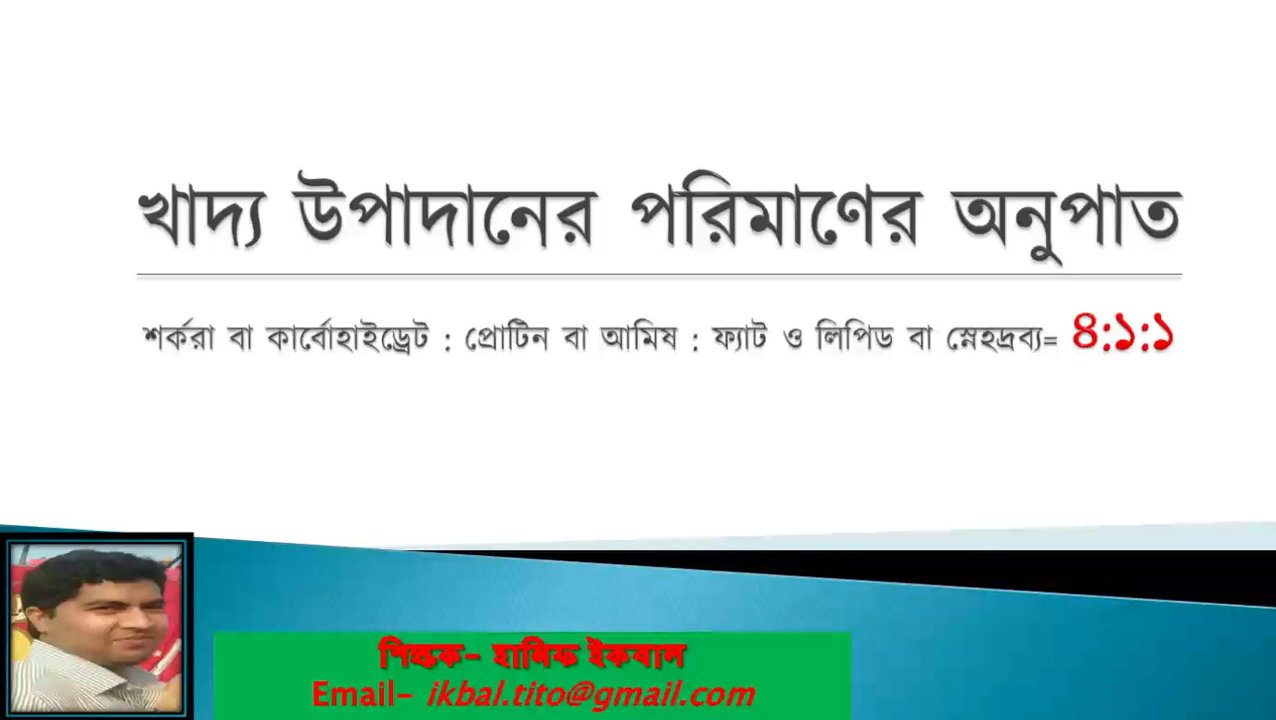 খাদ্য উপাদানের পরিমাণের অনুপাত
শর্করা বা কার্বোহাইড্রেট : প্রোটিন বা আমিষ : ফ্যাট ও লিপিড বা স্নেহদ্রব্য= ৪:১:১
শিক্ষক- হানিফ ইকবাল
Email- ikbal.tito@gmail.com